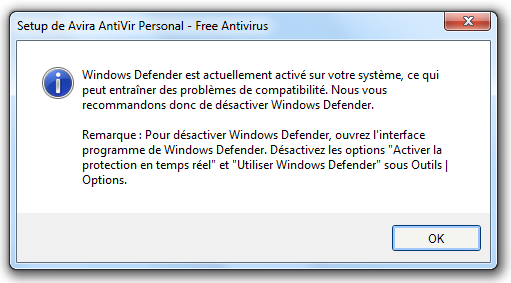 Setup de Avira AntiVir Personal - Free Antivirus
Windows Defender est actuellement activé sur votre système, ce qui
peut entraîner des problèmes de compatibilité. Nous vous
recommandons donc de désactiver Windows Defender.
Remarque : Pour désactiver Windows Defender, ouvrez l'interface
programme de Windows Defender. Désactivez les options "Activer la
protection en temps réel" et "Utiliser Windows Defender" sous Outils |
Options.
OK